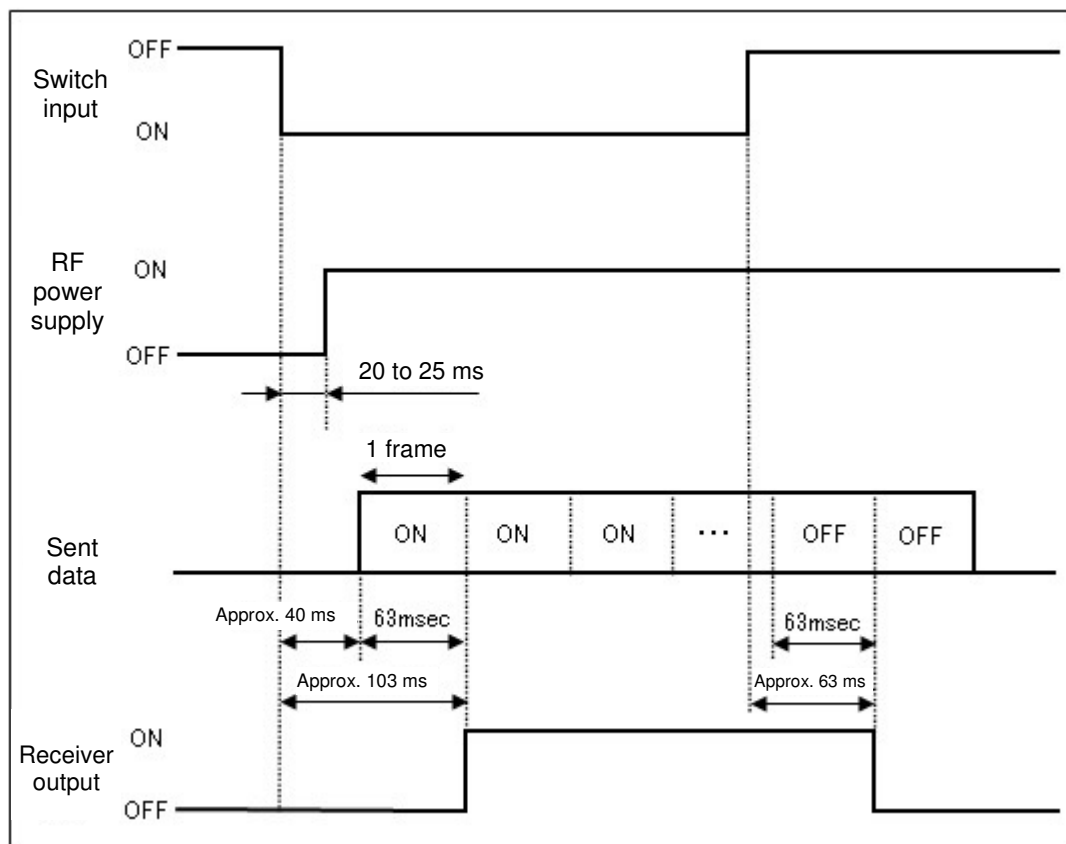 OFF
Switch
input
ON
RF
power
supply
ON
OFF
20 to 25 ms
1 frame
Sent
data
ON
ON
ON
...
OFF
OFF
Approx. 40 ms
63msec
63msec
Approx. 103 ms
Approx. 63 ms
Receiver
output
ON
OFF